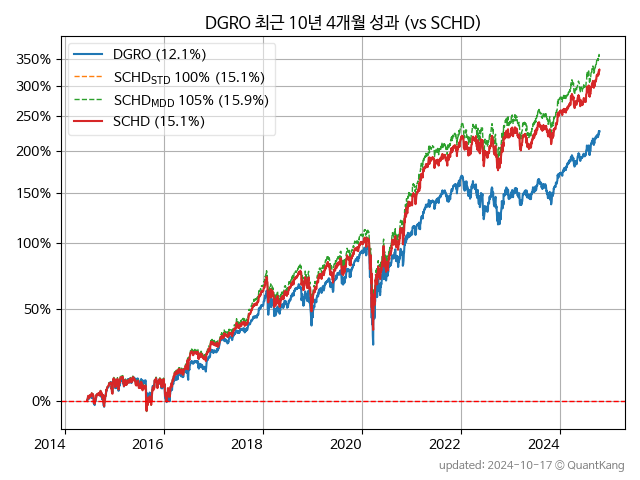 DGRO 최근 10년 4개월 성과 (vs SCHD)
DGRO (12.1%)
SCHD_STD 100% (15.1%)
SCHD_MDD 105% (15.9%)
SCHD (15.1%)
350%
300%
250%
200%
150%
100%
50%
0%
2014 2016 2018 2020 2022 2024
updated: 2024-10-17 © QuantKang